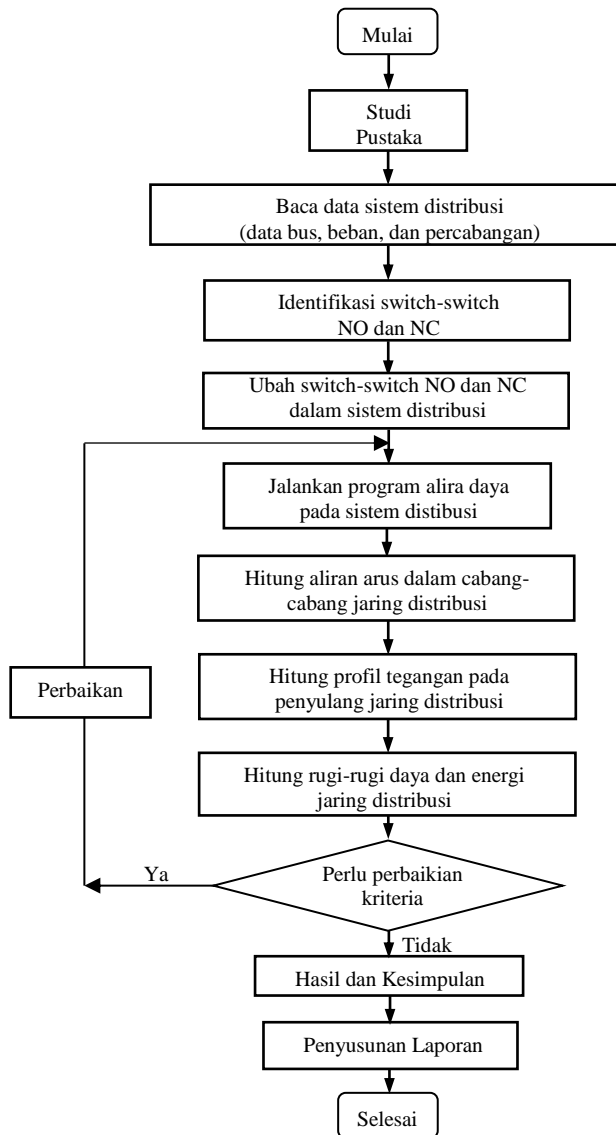 Mulai
Studi
Pustaka
Baca data sistem distribusi
(data bus, beban, dan percabangan)
Identifikasi switch-switch
NO dan NC
Ubah switch-switch NO dan NC
dalam sistem distribusi
Jalankan program alira daya
pada sistem distibusi
Hitung aliran arus dalam cabang-
cabang jaring distribusi
Hitung profil tegangan pada
penyulang jaring distribusi
Perbaikan
Hitung rugi-rugi daya dan energi
jaring distribusi
Ya
Perlu perbaikian
kriteria
Tidak
Hasil dan Kesimpulan
Penyusunan Laporan
Selesai